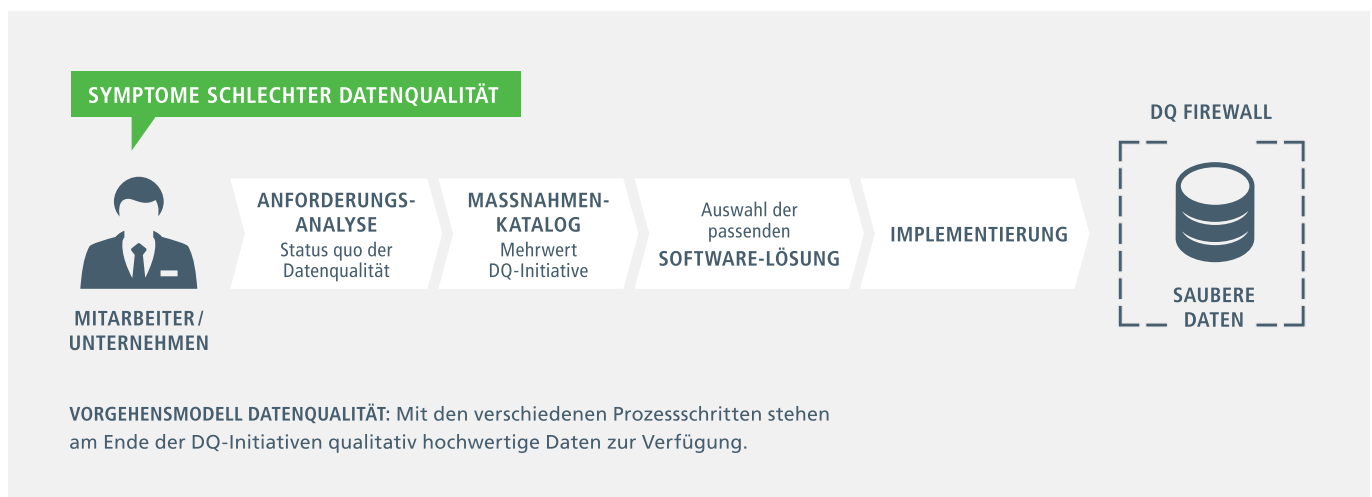 SYMPTOME SCHLECHTER DATENQUALITÄT
MITARBEITER/
UNTERNEHMEN
ANFORDERUNGS-
ANALYSE
Status quo der
Datenqualität
MASSNAHMEN-
KATALOG
Mehrwert
DQ-Initiative
Auswahl der
passenden
SOFTWARE-LÖSUNG
IMPLEMENTIERUNG
DQ FIREWALL
SAUBERE
DATEN
VORGEHENSMODELL DATENQUALITÄT: Mit den verschiedenen Prozessschritten stehen
am Ende der DQ-Initiativen qualitativ hochwertige Daten zur Verfügung.